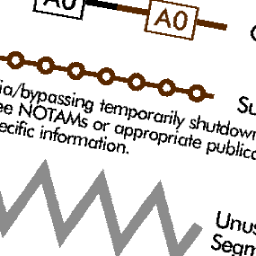 A0 A0
ia/bypassing temporarily shutdown
ee NOTAMs or appropriate public
ecific information.
Unus
Segm